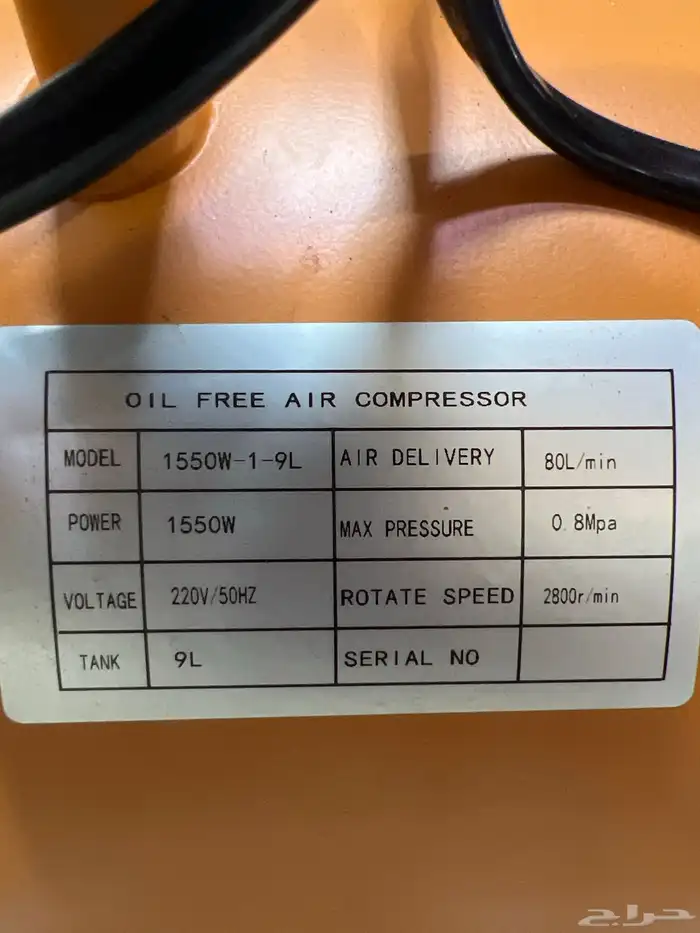 OIL FREE AIR COMPRESSOR
MODEL 1550W-1-9L AIR DELIVERY 80L/min
POWER 1550W MAX PRESSURE 0.8Mpa
VOLTAGE 220V/50HZ ROTATE SPEED 2800r/min
TANK 9L SERIAL NO
حراج